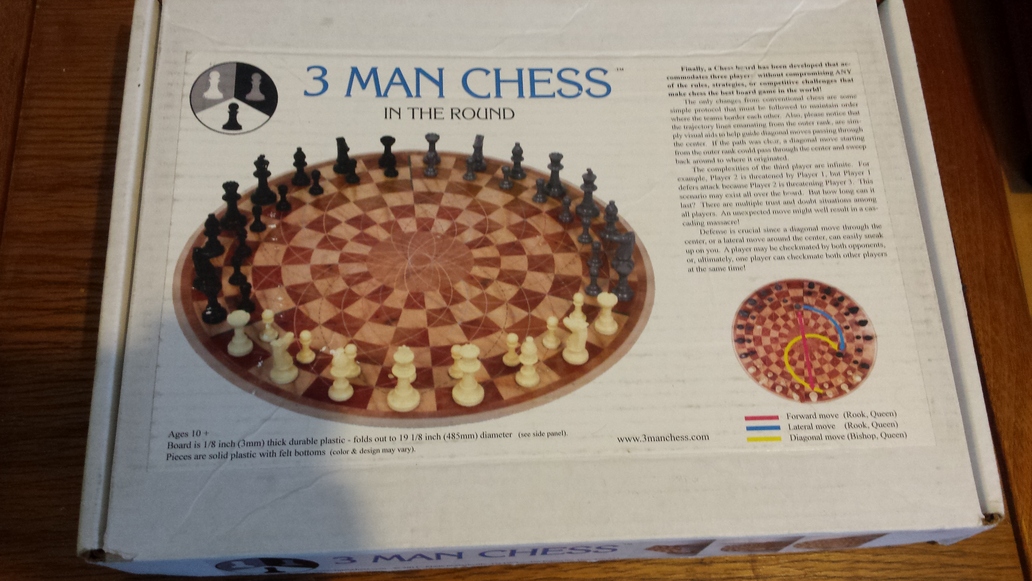 3 MAN CHESS™
IN THE ROUND
Finally, a Chess board has been developed that ac-
commodates three players without compromising ANY
of the rules, strategies, or competitive challenges that
make chess the best board game in the world!
The only changes from conventional chess are some
simple protocol that must be followed to maintain order
where the teams border each other. Also, please notice that
the trajectory lines emanating from the outer rank, are sim-
ply visual aids to help guide diagonal moves passing through
the center. If the path was clear, a diagonal move starting
from the outer rank could pass through the center and sweep
back around to where it originated.
The complexities of the third player are infinite. For
example, Player 2 is threatened by Player 1, but Player 1
defers attack because Player 2 is threatening Player 3. This
scenario may exist all over the board. But how long can it
last? There are multiple trust and doubt situations among
all players. An unexpected move might well result in a cas-
cading massacre!
Defense is crucial since a diagonal move through the
center, or a lateral move around the center, can easily sneak
up on you. A player may be checkmated by both opponents,
or, ultimately, one player can checkmate both other players
at the same time!
Forward move (Rook, Queen)
Lateral move (Rook, Queen)
Diagonal move (Bishop, Queen)
Ages 10 +
Board is 1/8 inch (3mm) thick durable plastic - folds out to 19 1/8 inch (485mm) diameter (see side panel).
Pieces are solid plastic with felt bottoms (color & design may vary).
www.3manchess.com
3 MAN CHESS